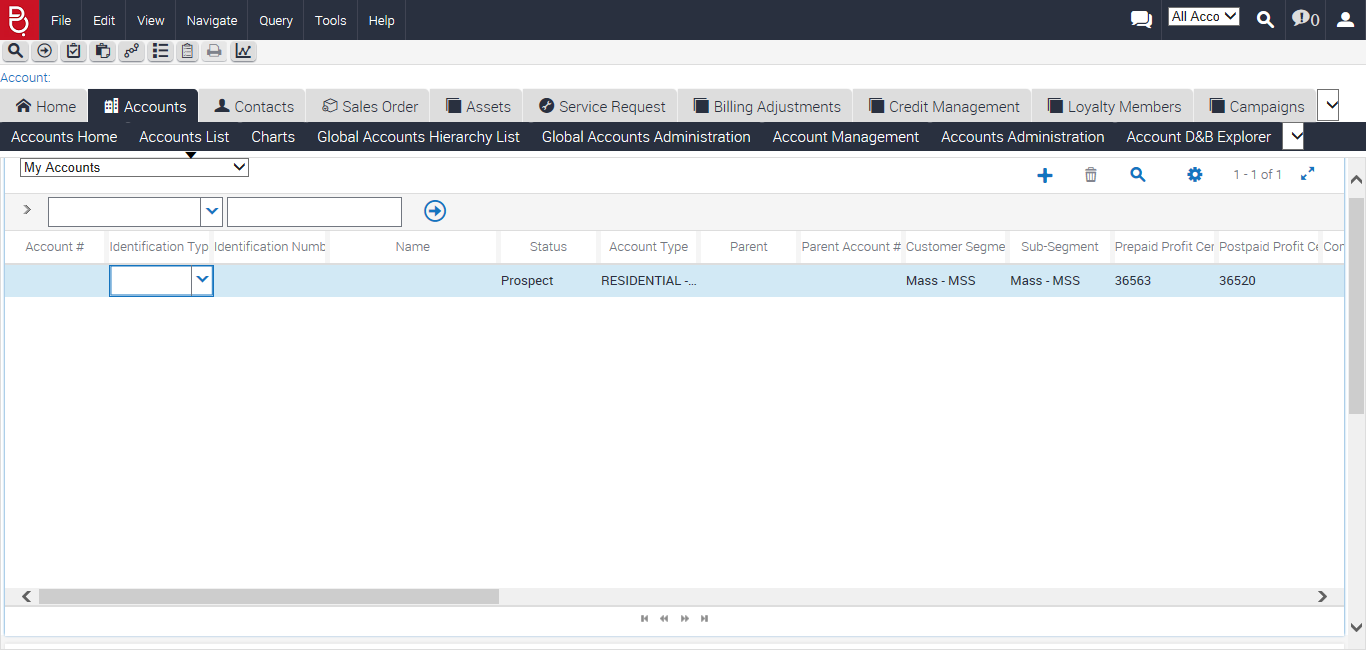 File Edit View Navigate Query Tools Help All Acco 0
Account:
Home Accounts Contacts Sales Order Assets Service Request Billing Adjustments Credit Management Loyalty Members Campaigns
Accounts Home Accounts List Charts Global Accounts Hierarchy List Global Accounts Administration Account Management Accounts Administration Account D&B Explorer
My Accounts 1 - 1 of 1
Account # Identification Typ Identification Numb Name Status Account Type Parent Parent Account # Customer Segme Sub-Segment Prepaid Profit Cer Postpaid Profit Ce Con
Prospect RESIDENTIAL -... Mass - MSS Mass - MSS 36563 36520